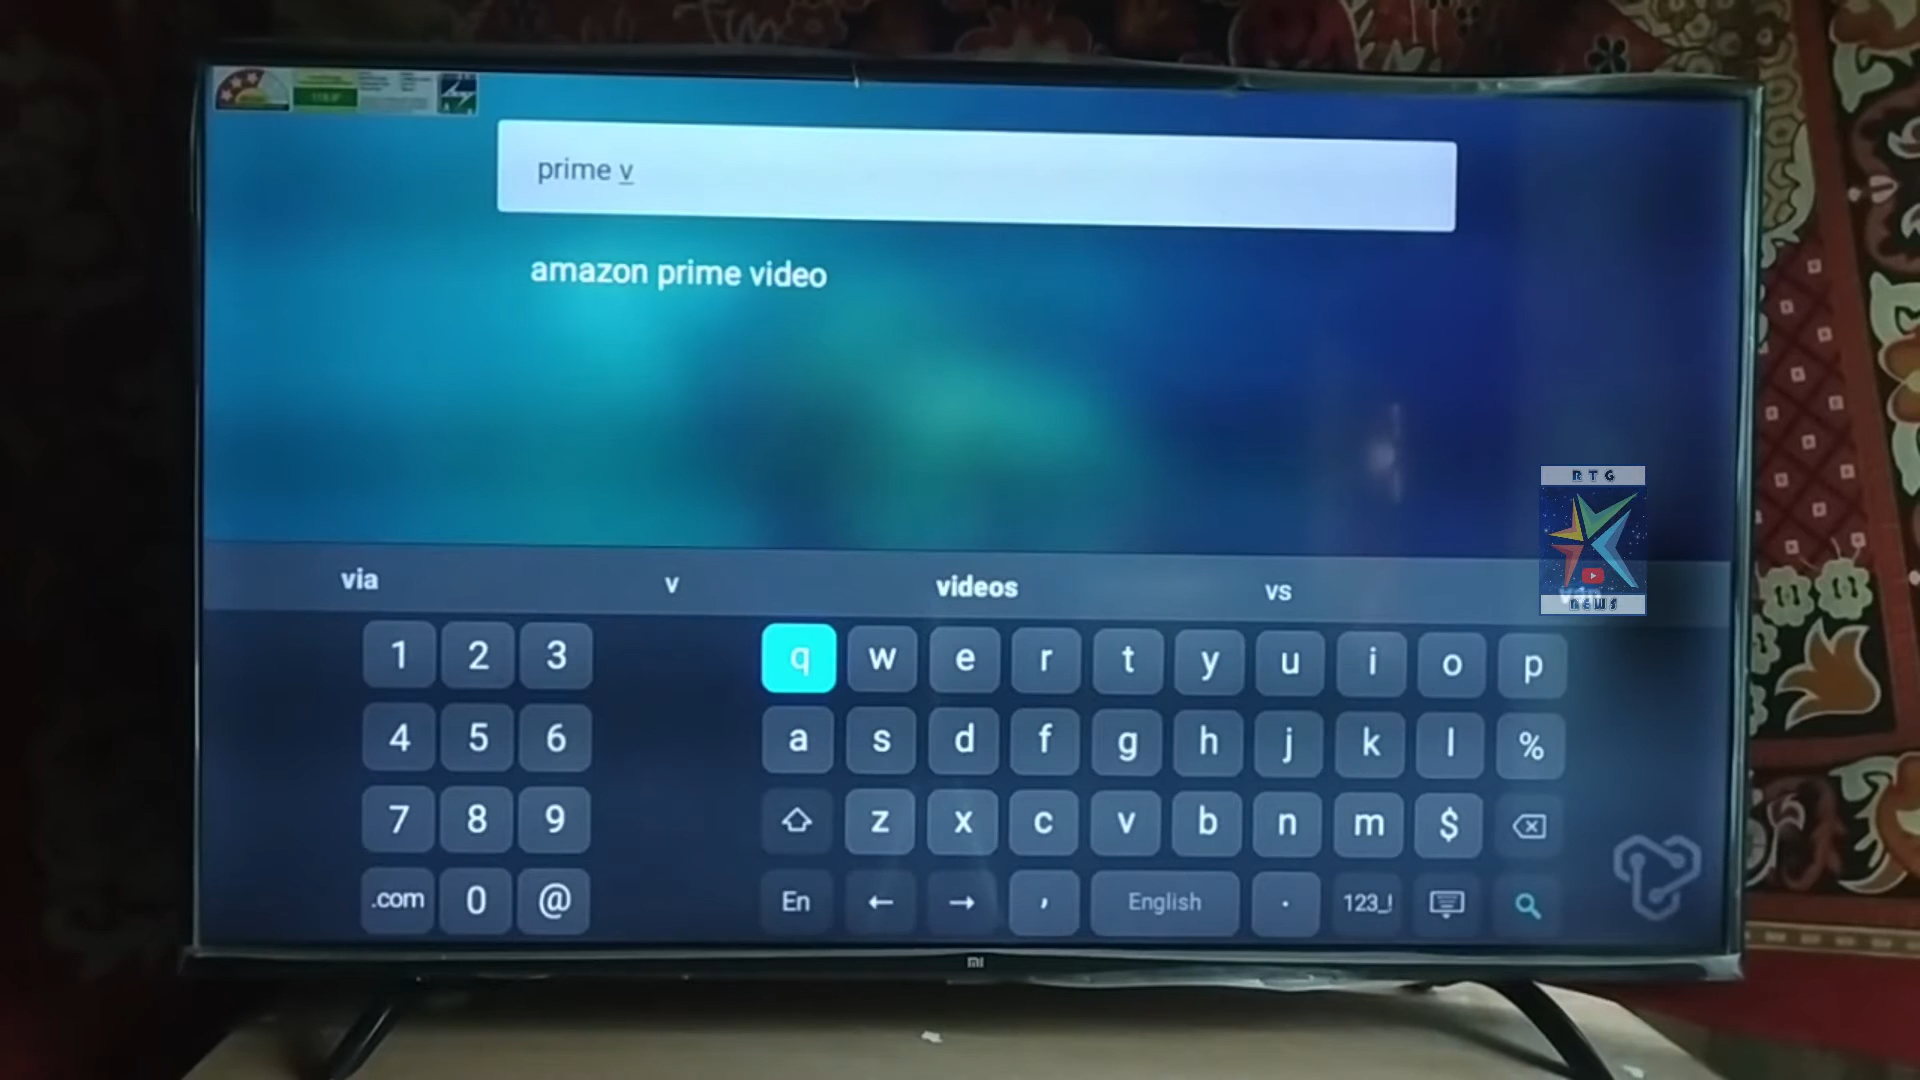 prime v
amazon prime video
RTG
NEWS
via v videos vs
1 2 3 q w e r t y u i o p
4 5 6 a s d f g h j k l %
7 8 9 z x c v b n m $
.com 0 @ En ← → , English . 123_!
mi